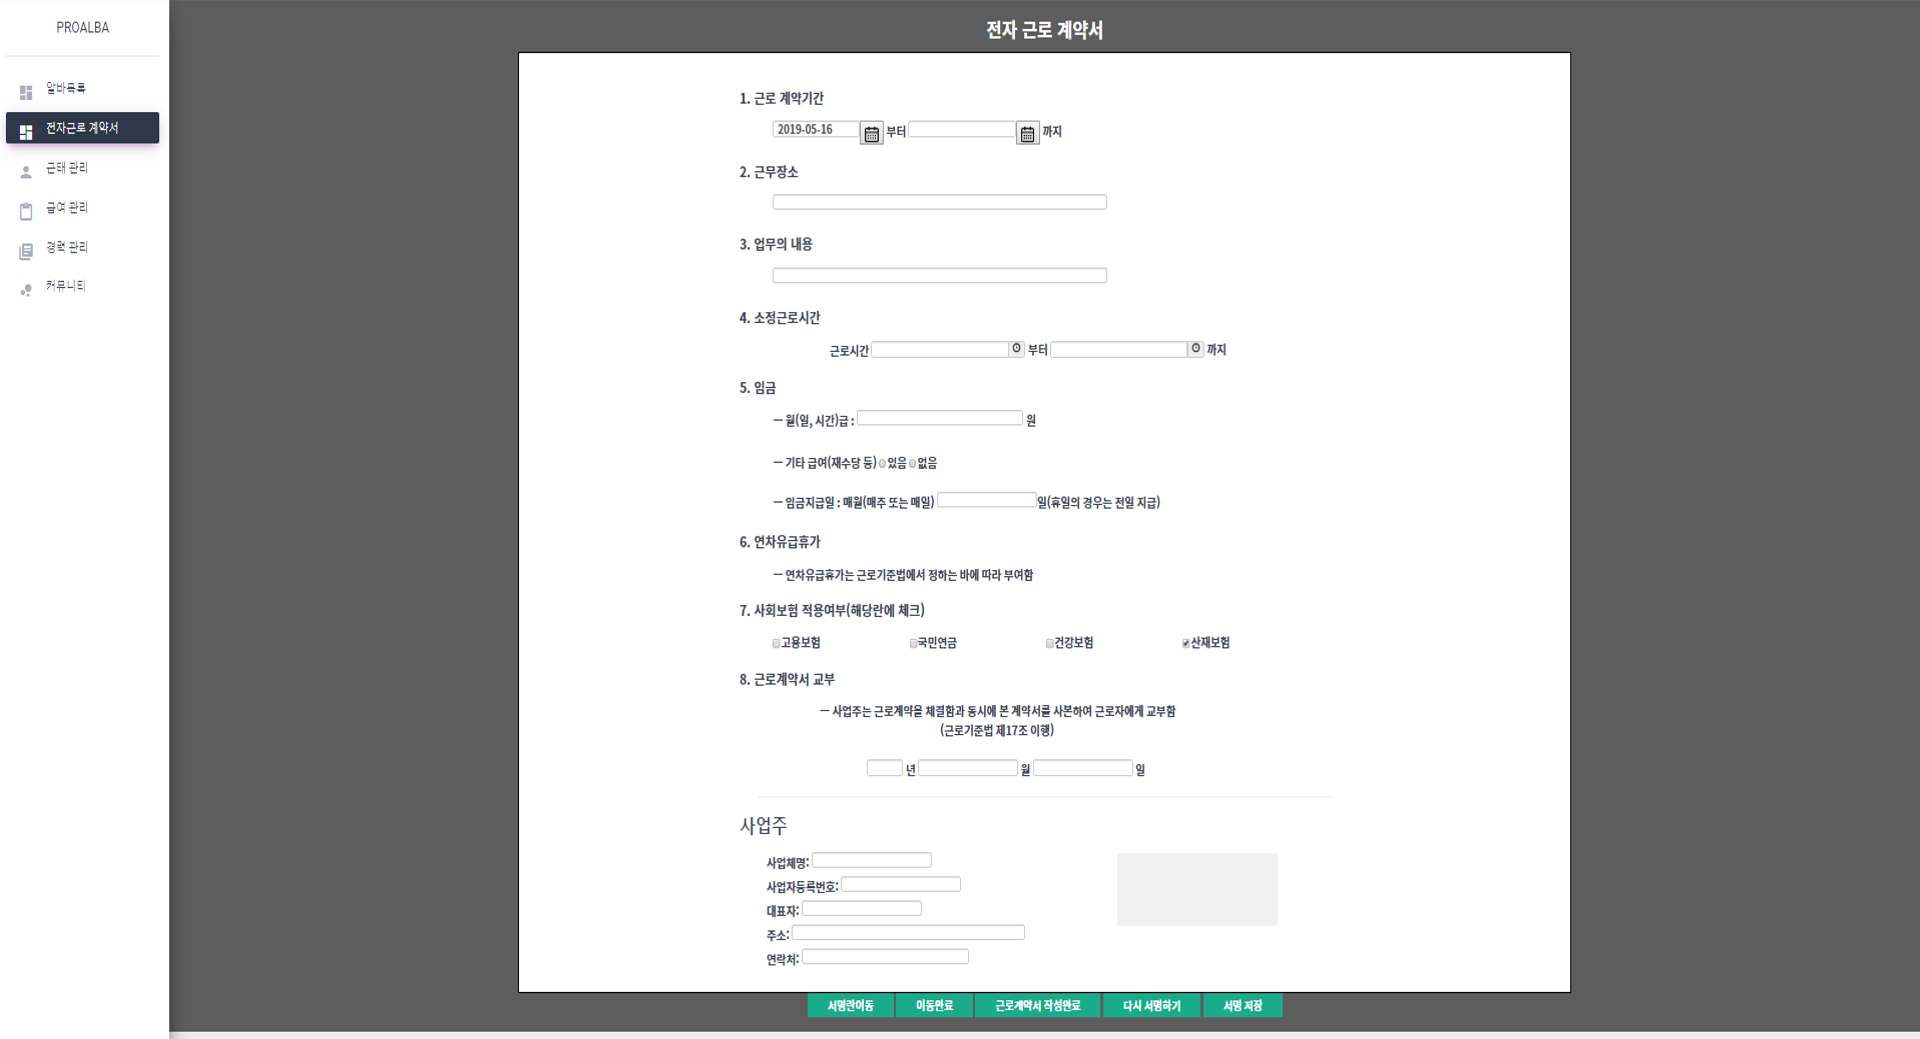 PROALBA
알바목록
전자근로 계약서
근태 관리
급여 관리
경력 관리
커뮤니티
전자 근로 계약서
1. 근로 계약기간
2019-05-16 부터 까지
2. 근무장소
3. 업무의 내용
4. 소정근로시간
근로시간 부터 까지
5. 임금
ㅡ 월(일, 시간)급 : 원
ㅡ 기타 급여(재수당 등) 있음 없음
ㅡ 임금지급일 : 매월(매주 또는 매일) 일(휴일의 경우는 전일 지급)
6. 연차유급휴가
ㅡ 연차유급휴가는 근로기준법에서 정하는 바에 따라 부여함
7. 사회보험 적용여부(해당란에 체크)
고용보험 국민연금 건강보험 산재보험
8. 근로계약서 교부
ㅡ 사업주는 근로계약을 체결함과 동시에 본 계약서를 사본하여 근로자에게 교부함
(근로기준법 제17조 이행)
년 월 일
사업주
사업체명:
사업자등록번호:
대표자:
주소:
연락처:
서명란이동 이동완료 근로계약서 작성완료 다시 서명하기 서명 저장